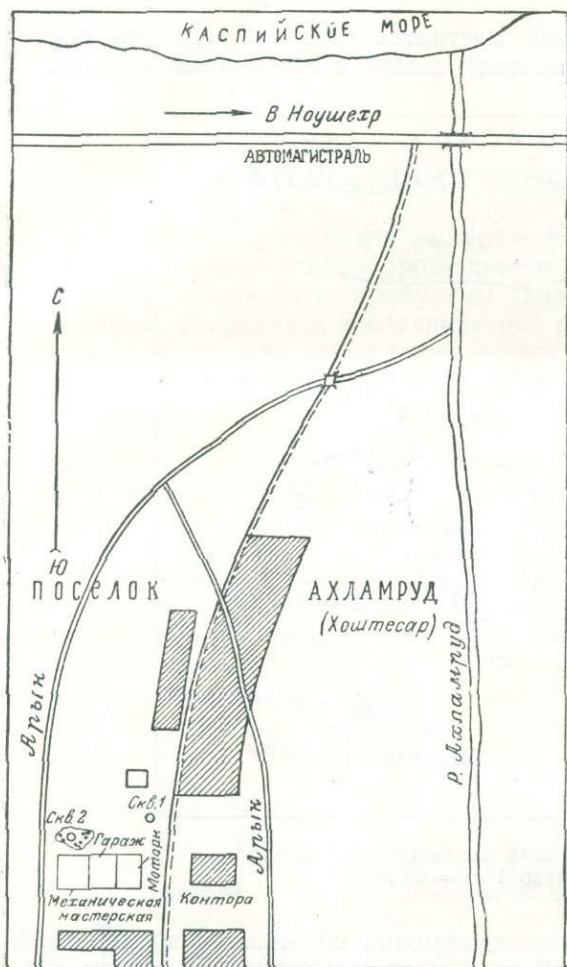 КАСПИЙСКОЕ МОРЕ
В Ноушехр
АВТОМАГИСТРАЛЬ
С
Ю
ПОСЕЛОК АХЛАМРУД
(Хоштесар)
Арык
Р. Ахламруд
Скв. 1
Скв. 2
Гараж
Моторн
Арык
Механическая
мастерская
Контора